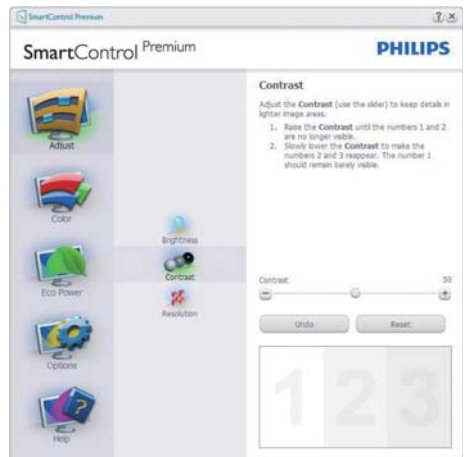 SmartControl Premium
SmartControl Premium
PHILIPS
Adjust
Color
Eco Power
Options
Help
Brightness
Contrast
Resolution
Contrast
Adjust the Contrast (use the slider) to keep details in
lighter image areas.
1. Raise the Contrast until the numbers 1 and 2
are no longer visible.
2. Slowly lower the Contrast to make the
numbers 2 and 3 reappear. The number 1
should remain barely visible.
Contrast 50
Undo Reset
1 2 3